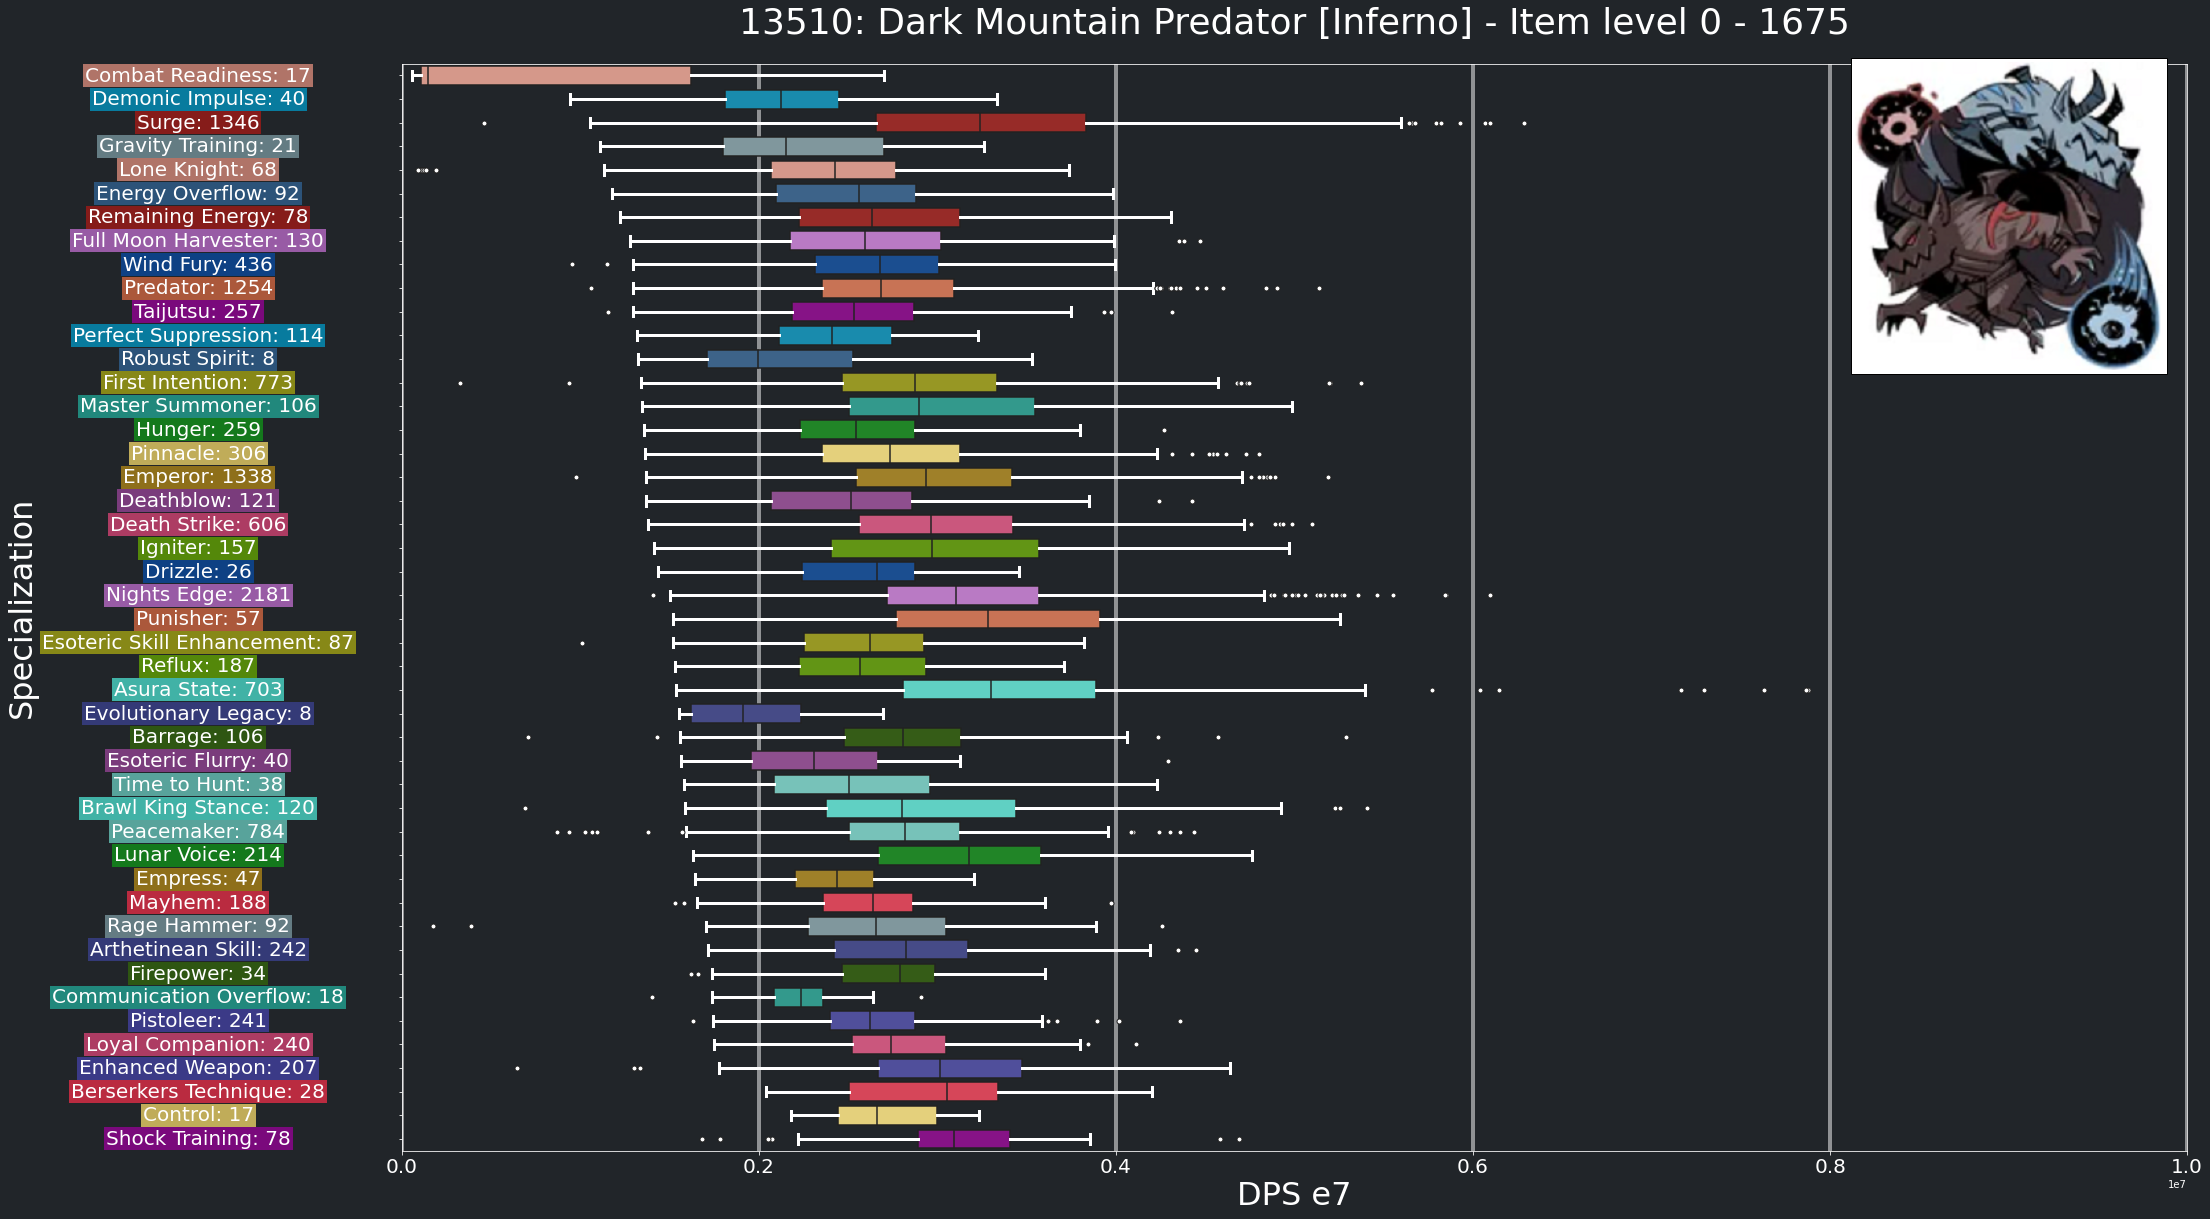 13510: Dark Mountain Predator [Inferno] - Item level 0 - 1675
Specialization
Combat Readiness: 17
Demonic Impulse: 40
Surge: 1346
Gravity Training: 21
Lone Knight: 68
Energy Overflow: 92
Remaining Energy: 78
Full Moon Harvester: 130
Wind Fury: 436
Predator: 1254
Taijutsu: 257
Perfect Suppression: 114
Robust Spirit: 8
First Intention: 773
Master Summoner: 106
Hunger: 259
Pinnacle: 306
Emperor: 1338
Deathblow: 121
Death Strike: 606
Igniter: 157
Drizzle: 26
Nights Edge: 2181
Punisher: 57
Esoteric Skill Enhancement: 87
Reflux: 187
Asura State: 703
Evolutionary Legacy: 8
Barrage: 106
Esoteric Flurry: 40
Time to Hunt: 38
Brawl King Stance: 120
Peacemaker: 784
Lunar Voice: 214
Empress: 47
Mayhem: 188
Rage Hammer: 92
Arthetinean Skill: 242
Firepower: 34
Communication Overflow: 18
Pistoleer: 241
Loyal Companion: 240
Enhanced Weapon: 207
Berserkers Technique: 28
Control: 17
Shock Training: 78
0.0 0.2 0.4 0.6 0.8 1.0
1e7
DPS e7